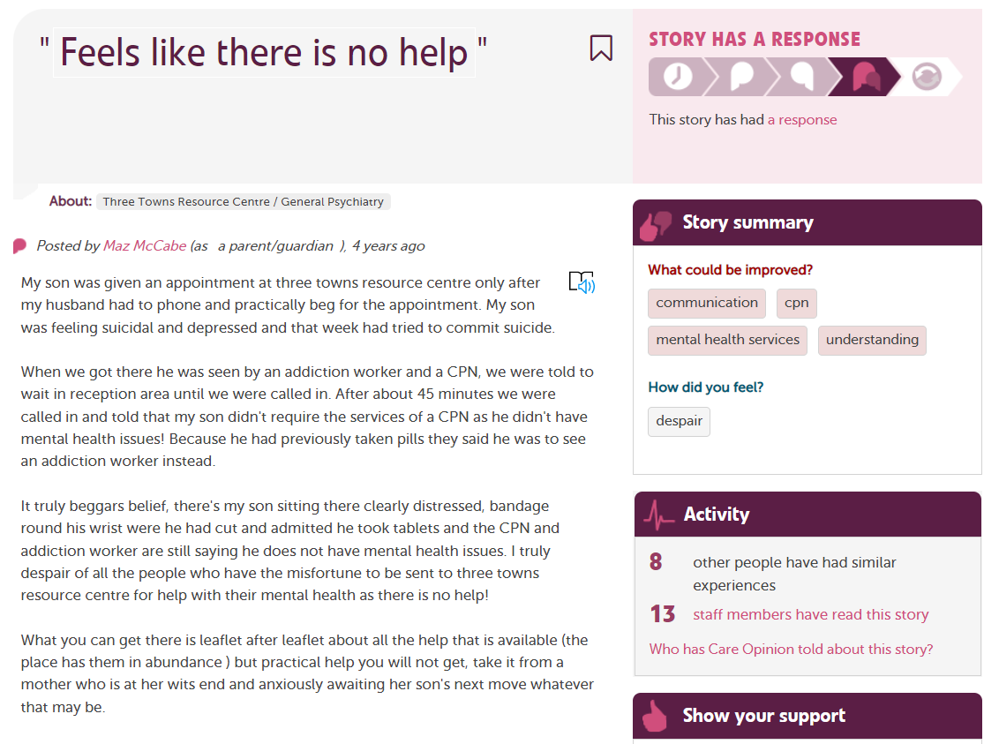 " Feels like there is no help "
About: Three Towns Resource Centre / General Psychiatry
Posted by Maz McCabe (as a parent/guardian ), 4 years ago
My son was given an appointment at three towns resource centre only after
my husband had to phone and practically beg for the appointment. My son
was feeling suicidal and depressed and that week had tried to commit suicide.
When we got there he was seen by an addiction worker and a CPN, we were told to
wait in reception area until we were called in. After about 45 minutes we were
called in and told that my son didn't require the services of a CPN as he didn't have
mental health issues! Because he had previously taken pills they said he was to see
an addiction worker instead.
It truly beggars belief, there's my son sitting there clearly distressed, bandage
round his wrist were he had cut and admitted he took tablets and the CPN and
addiction worker are still saying he does not have mental health issues. I truly
despair of all the people who have the misfortune to be sent to three towns
resource centre for help with their mental health as there is no help!
What you can get there is leaflet after leaflet about all the help that is available (the
place has them in abundance ) but practical help you will not get, take it from a
mother who is at her wits end and anxiously awaiting her son's next move whatever
that may be.
STORY HAS A RESPONSE
This story has had a response
Story summary
What could be improved?
communication cpn
mental health services understanding
How did you feel?
despair
Activity
8 other people have had similar
experiences
13 staff members have read this story
Who has Care Opinion told about this story?
Show your support